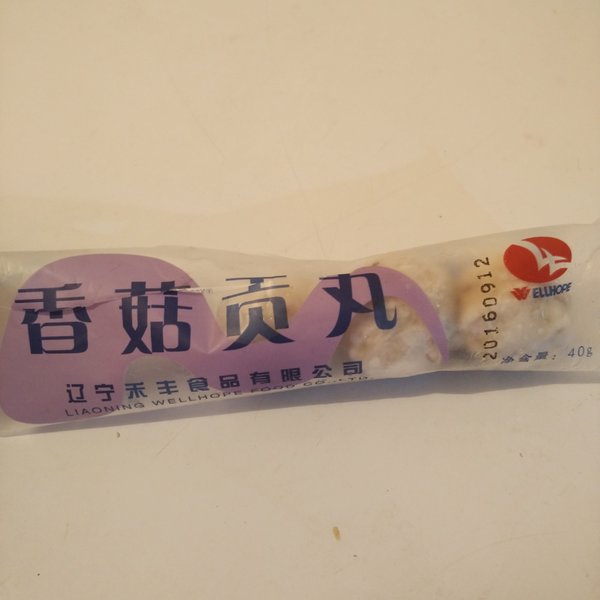 香菇贡丸
辽宁禾丰食品有限公司
LIAONING WELLHOPE FOOD CO.,LTD.
20160912
WELLHOPE
净含量：40g